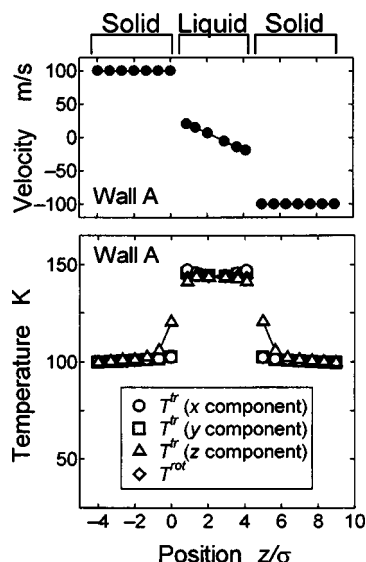 Solid Liquid Solid
Velocity m/s
100
50
0
−50
−100
Wall A
Temperature K
150
100
50
Wall A
T^tr (x component)
T^tr (y component)
T^tr (z component)
T^rot
−4 −2 0 2 4 6 8 10
Position z/σ